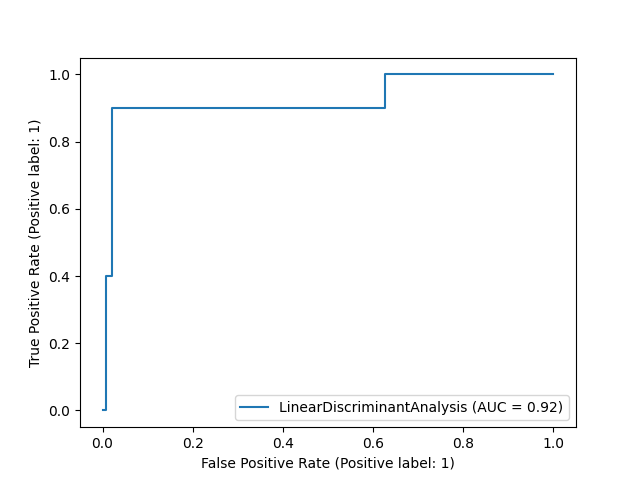 1.0
0.8
0.6
0.4
0.2
0.0
True Positive Rate (Positive label: 1)
LinearDiscriminantAnalysis (AUC = 0.92)
0.0 0.2 0.4 0.6 0.8 1.0
False Positive Rate (Positive label: 1)